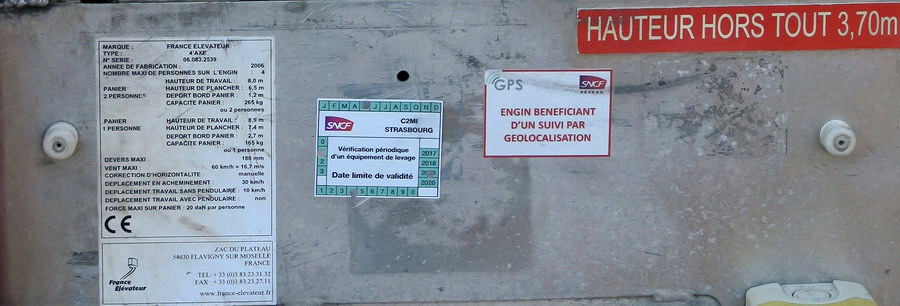 HAUTEUR HORS TOUT 3,70m
MARQUE : FRANCE ELEVATEUR
TYPE : 4'AXE
N° SERIE : 06.083.2539
ANNEE DE FABRICATION : 2006
NOMBRE MAXI DE PERSONNES SUR L'ENGIN : 4
PANIER 2 PERSONNES
HAUTEUR DE TRAVAIL : 8,0 m
HAUTEUR DE PLANCHER : 6,5 m
DEPORT BORD PANIER : 1,2 m
CAPACITE PANIER : 265 kg
ou 2 personnes
PANIER 1 PERSONNE
HAUTEUR DE TRAVAIL : 8,9 m
HAUTEUR DE PLANCHER : 7,4 m
DEPORT BORD PANIER : 2,7 m
CAPACITE PANIER : 165 kg
ou 1 personne
DEVERS MAXI : 180 mm
VENT MAXI : 60 km/h = 16,7 m/s
CORRECTION D'HORIZONTALITE : manuelle
DEPLACEMENT EN ACHEMINEMENT : 30 km/h
DEPLACEMENT TRAVAIL SANS PENDULAIRE : 10 km/h
DEPLACEMENT TRAVAIL AVEC PENDULAIRE : non
FORCE MAXI SUR PANIER : 20 daN par personne
CE
France Elévateur
ZAC DU PLATEAU
54630 FLAVIGNY SUR MOSELLE
FRANCE
TEL: + 33 (0)3.83.23.31.32
FAX : + 33 (0)3.83.23.27.11
www.france-elevateur.fr
J F M A J J A S O N D
SNCF
C2MI
STRASBOURG
0
Vérification périodique
d'un équipement de levage
2
3
Date limite de validité
2017
2018
2020
1 2 3 4 5 6 7 8 9 0
GPS
SNCF
RÉSEAU
ENGIN BENEFICIANT
D'UN SUIVI PAR
GEOLOCALISATION